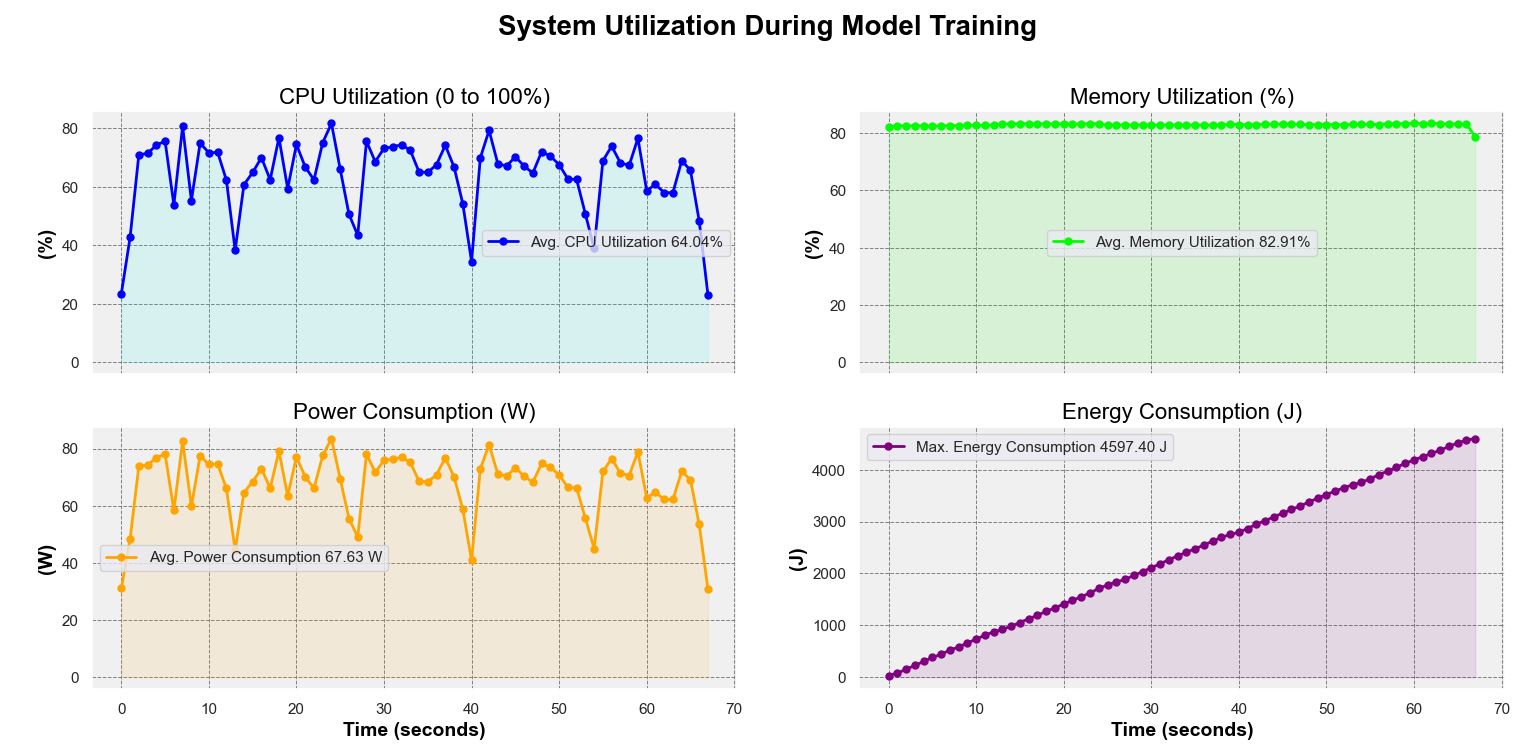 System Utilization During Model Training
CPU Utilization (0 to 100%)
(%)
80
60
40
20
0
Avg. CPU Utilization 64.04%
Memory Utilization (%)
(%)
80
60
40
20
0
Avg. Memory Utilization 82.91%
Power Consumption (W)
(W)
80
60
40
20
0
Avg. Power Consumption 67.63 W
0 10 20 30 40 50 60 70
Time (seconds)
Energy Consumption (J)
(J)
4000
3000
2000
1000
0
Max. Energy Consumption 4597.40 J
0 10 20 30 40 50 60 70
Time (seconds)